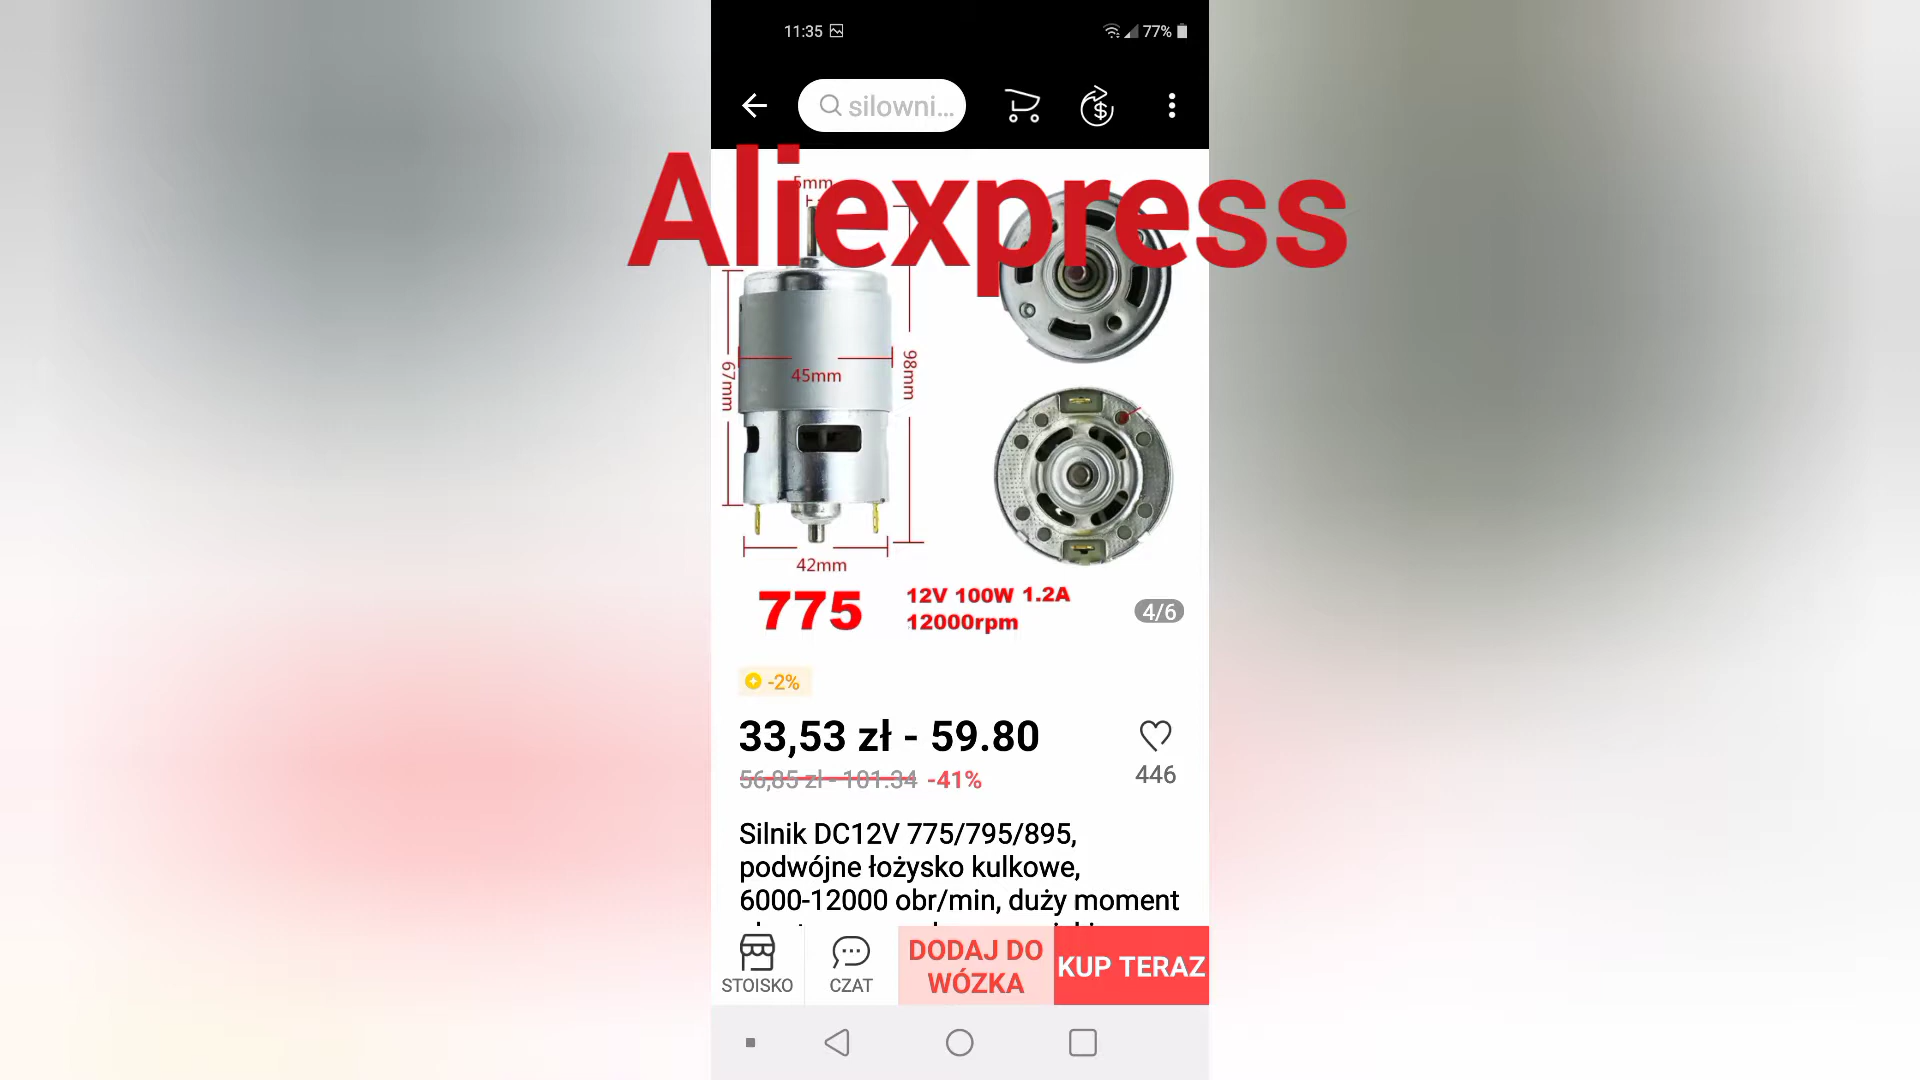 11:35
77%
silowni...
Aliexpress
5mm
67mm
45mm
98mm
42mm
775
12V 100W 1.2A
12000rpm
4/6
-2%
33,53 zł - 59.80
446
56,85 zł - 101.34 -41%
Silnik DC12V 775/795/895,
podwójne łożysko kulkowe,
6000-12000 obr/min, duży moment
STOISKO
CZAT
DODAJ DO
WÓZKA
KUP TERAZ